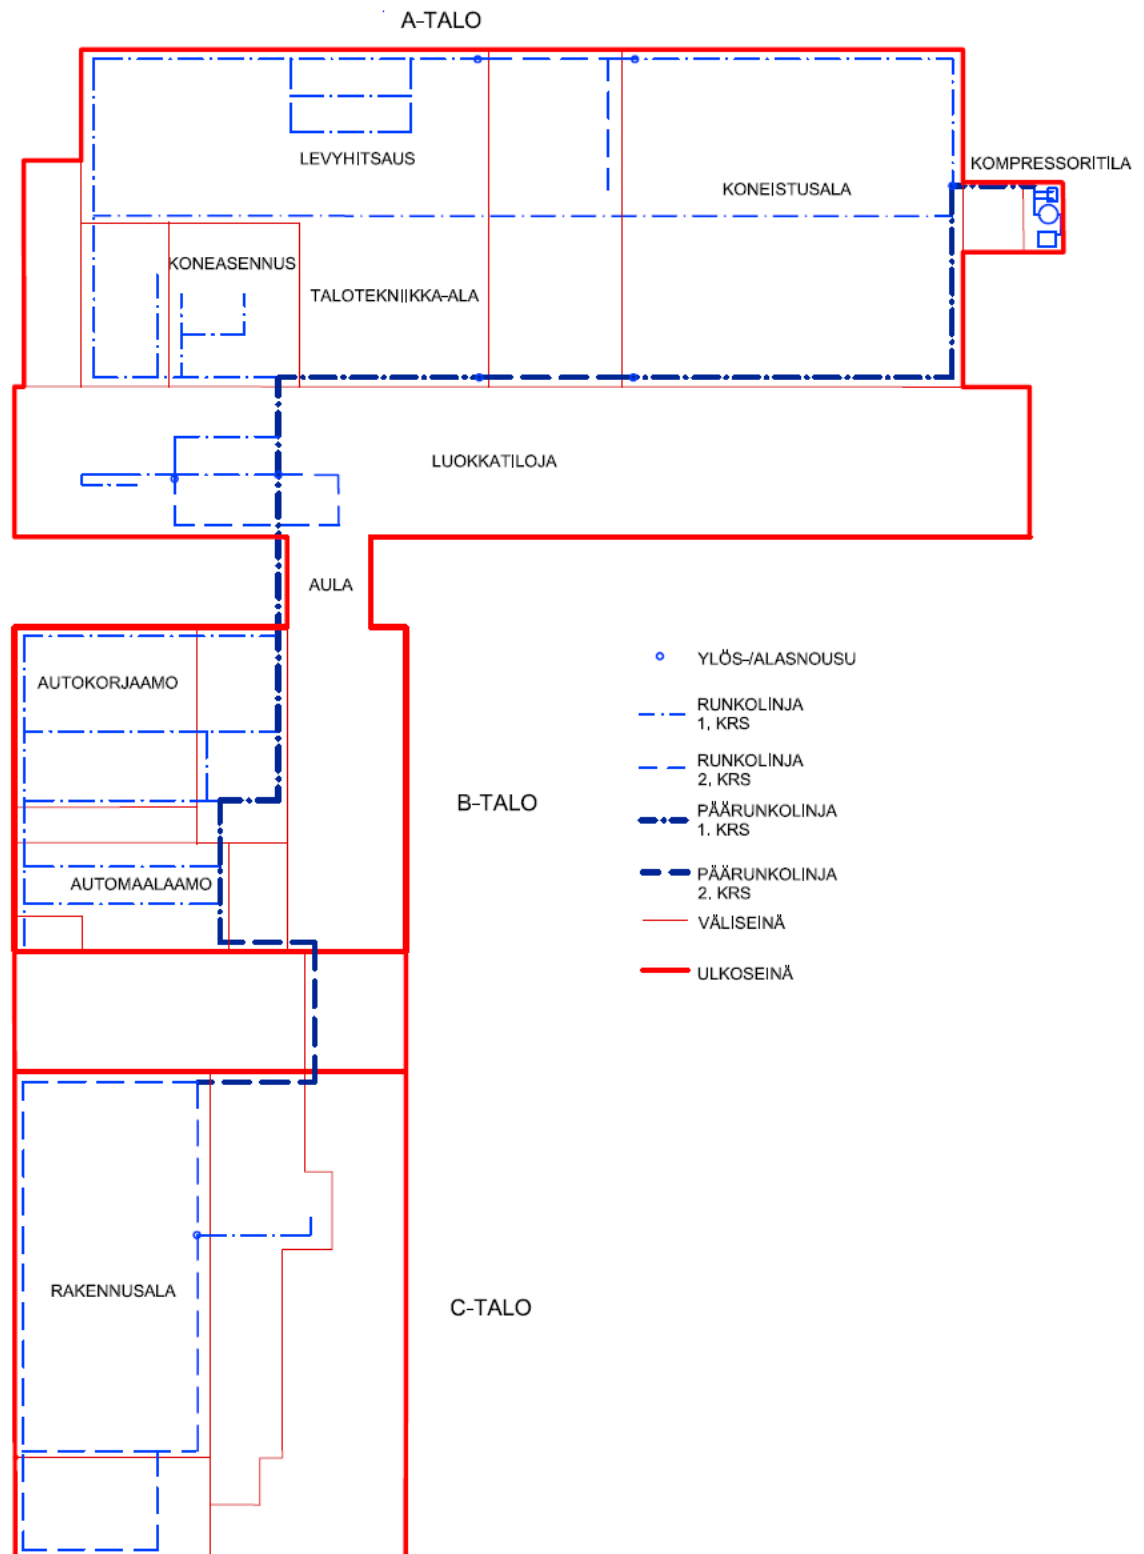 A-TALO
LEVYHITSAUS
KONEISTUSALA
KOMPRESSORITILA
KONEASENNUS
TALOTEKNIIKKA-ALA
LUOKKATILOJA
AULA
AUTOKORJAAMO
B-TALO
AUTOMAALAAMO
YLÖS-/ALASNOUSU
RUNKOLINJA
1, KRS
RUNKOLINJA
2, KRS
PÄÄRUNKOLINJA
1. KRS
PÄÄRUNKOLINJA
2. KRS
VÄLISEINÄ
ULKOSEINÄ
RAKENNUSALA
C-TALO